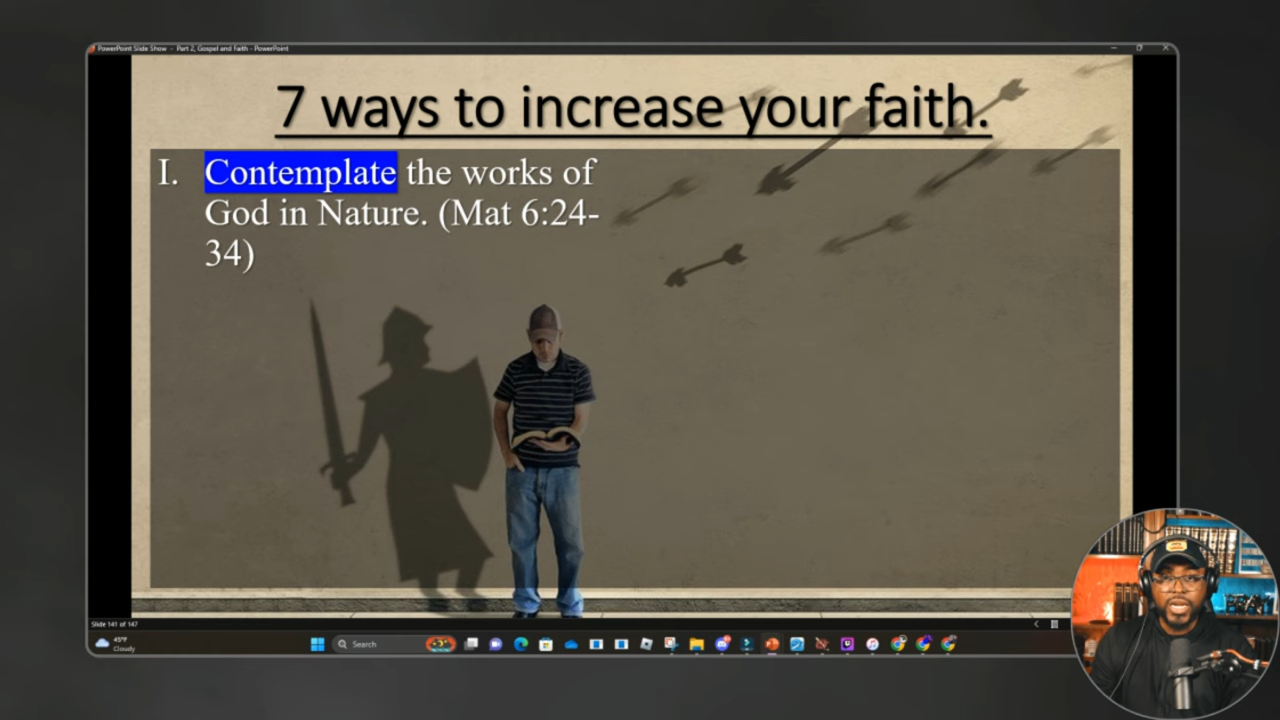 PowerPoint Slide Show - Part 2, Gospel and Faith - PowerPoint
7 ways to increase your faith.
I. Contemplate the works of
God in Nature. (Mat 6:24-
34)
Slide 141 of 147
45°F
Cloudy
Search